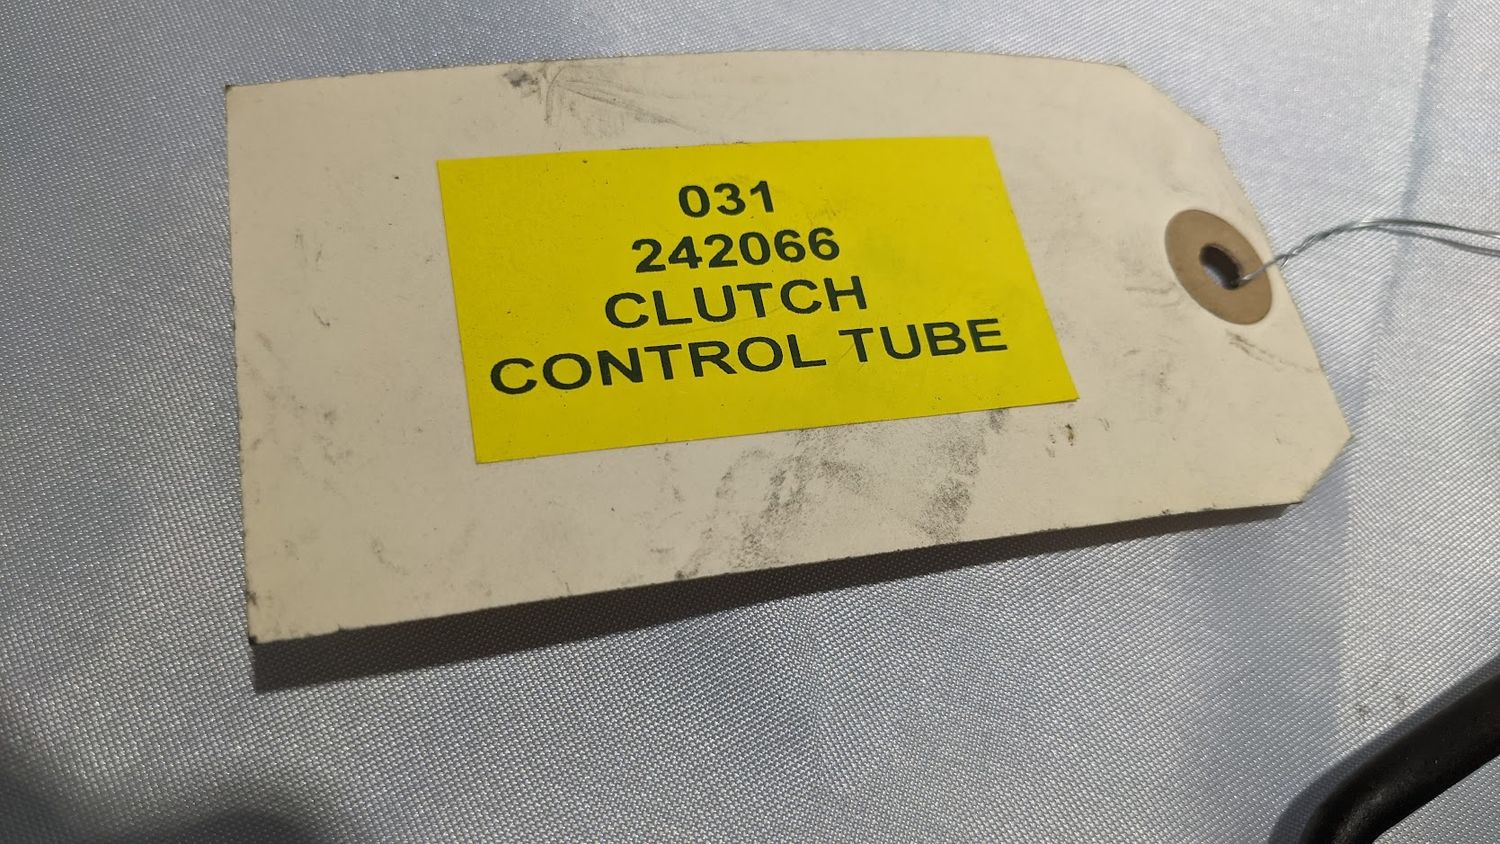 031
242066
CLUTCH
CONTROL TUBE